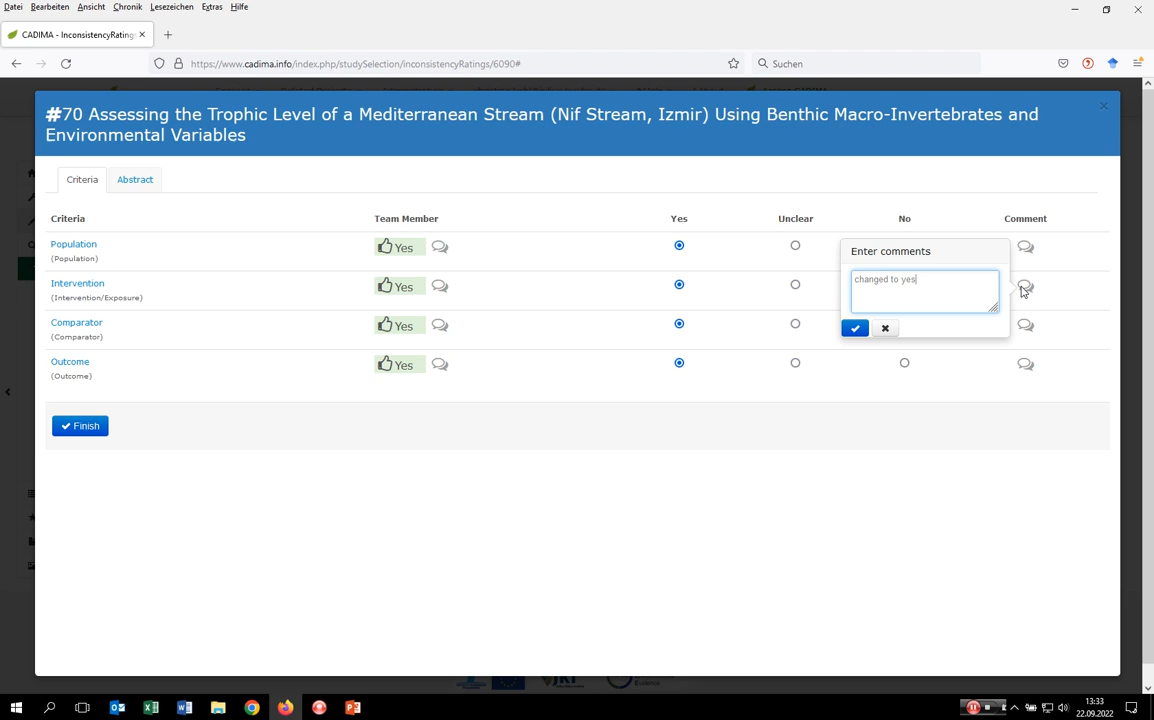 Datei Bearbeiten Ansicht Chronik Lesezeichen Extras Hilfe
CADIMA - InconsistencyRatings
https://www.cadima.info/index.php/studySelection/inconsistencyRatings/6090#
Suchen
#70 Assessing the Trophic Level of a Mediterranean Stream (Nif Stream, Izmir) Using Benthic Macro-Invertebrates and
Environmental Variables
Criteria Abstract
Criteria Team Member Yes Unclear No Comment
Population Yes
(Population)
Enter comments
Intervention Yes changed to yes
(Intervention/Exposure)
Comparator Yes
(Comparator)
Outcome Yes
(Outcome)
Finish
13:33
22.09.2022